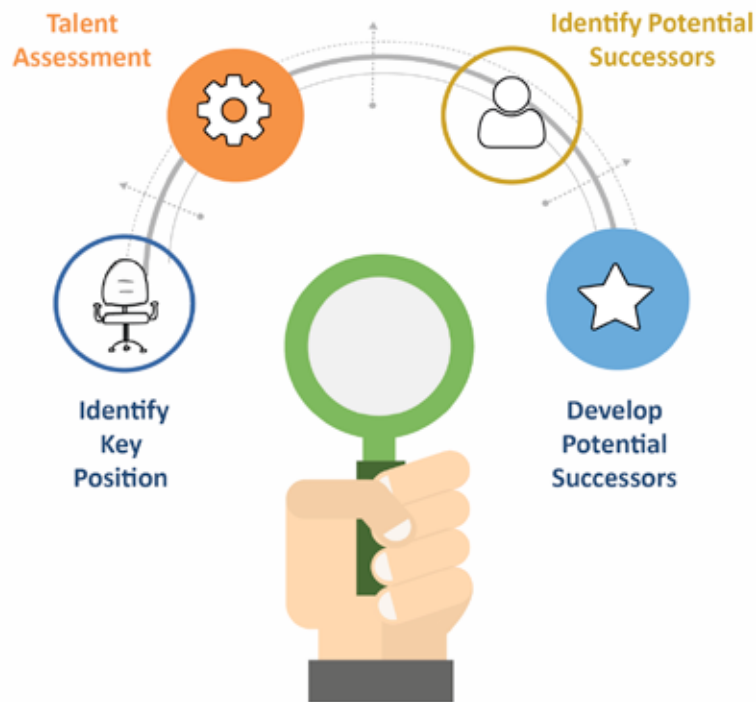 Talent
Assessment
Identify Potential
Successors
Identify
Key
Position
Develop
Potential
Successors